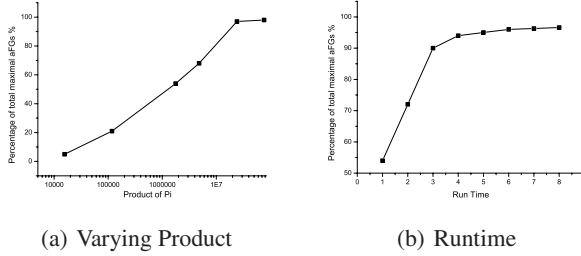 Percentage of total maximal aFGs %
100
80
60
40
20
0
10000 100000 1000000 1E7
Product of Pi
(a) Varying Product
Percentage of total maximal aFGs %
100
90
80
70
60
50
0 1 2 3 4 5 6 7 8
Run Time
(b) Runtime